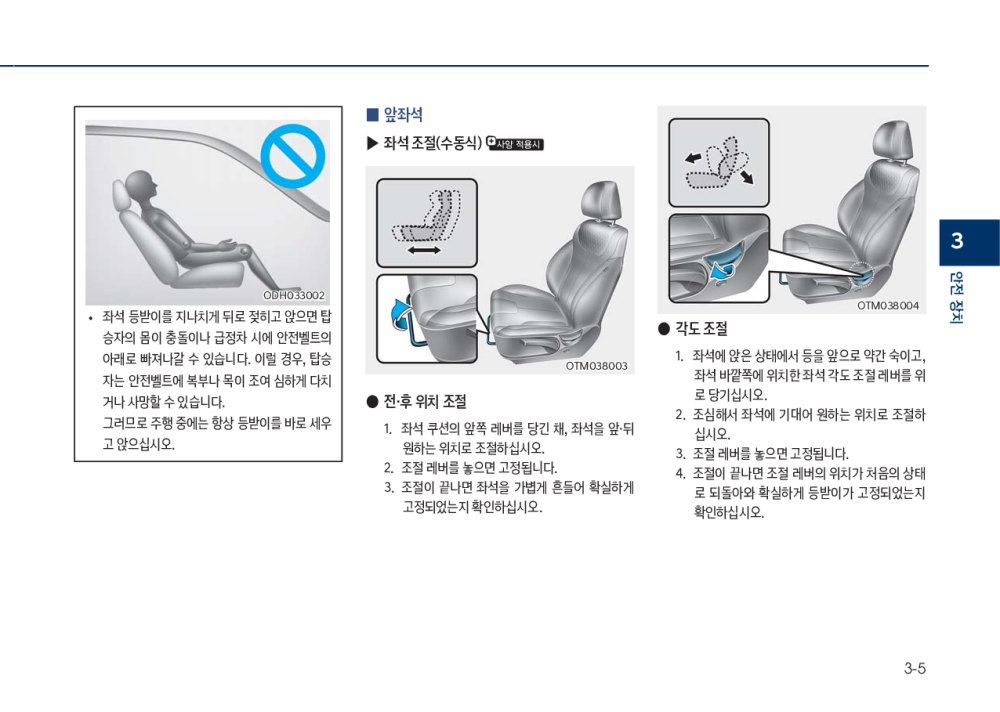 ODH033002
• 좌석 등받이를 지나치게 뒤로 젖히고 앉으면 탑
승자의 몸이 충돌이나 급정차 시에 안전벨트의
아래로 빠져나갈 수 있습니다. 이럴 경우, 탑승
자는 안전벨트에 복부나 목이 조여 심하게 다치
거나 사망할 수 있습니다.
그러므로 주행 중에는 항상 등받이를 바로 세우
고 앉으십시오.
■ 앞좌석
▶ 좌석 조절(수동식) 사양 적용시
OTM038003
● 전·후 위치 조절
1. 좌석 쿠션의 앞쪽 레버를 당긴 채, 좌석을 앞·뒤
원하는 위치로 조절하십시오.
2. 조절 레버를 놓으면 고정됩니다.
3. 조절이 끝나면 좌석을 가볍게 흔들어 확실하게
고정되었는지 확인하십시오.
OTM038004
● 각도 조절
1. 좌석에 앉은 상태에서 등을 앞으로 약간 숙이고,
좌석 바깥쪽에 위치한 좌석 각도 조절 레버를 위
로 당기십시오.
2. 조심해서 좌석에 기대어 원하는 위치로 조절하
십시오.
3. 조절 레버를 놓으면 고정됩니다.
4. 조절이 끝나면 조절 레버의 위치가 처음의 상태
로 되돌아와 확실하게 등받이가 고정되었는지
확인하십시오.
3
안전 장치
3-5